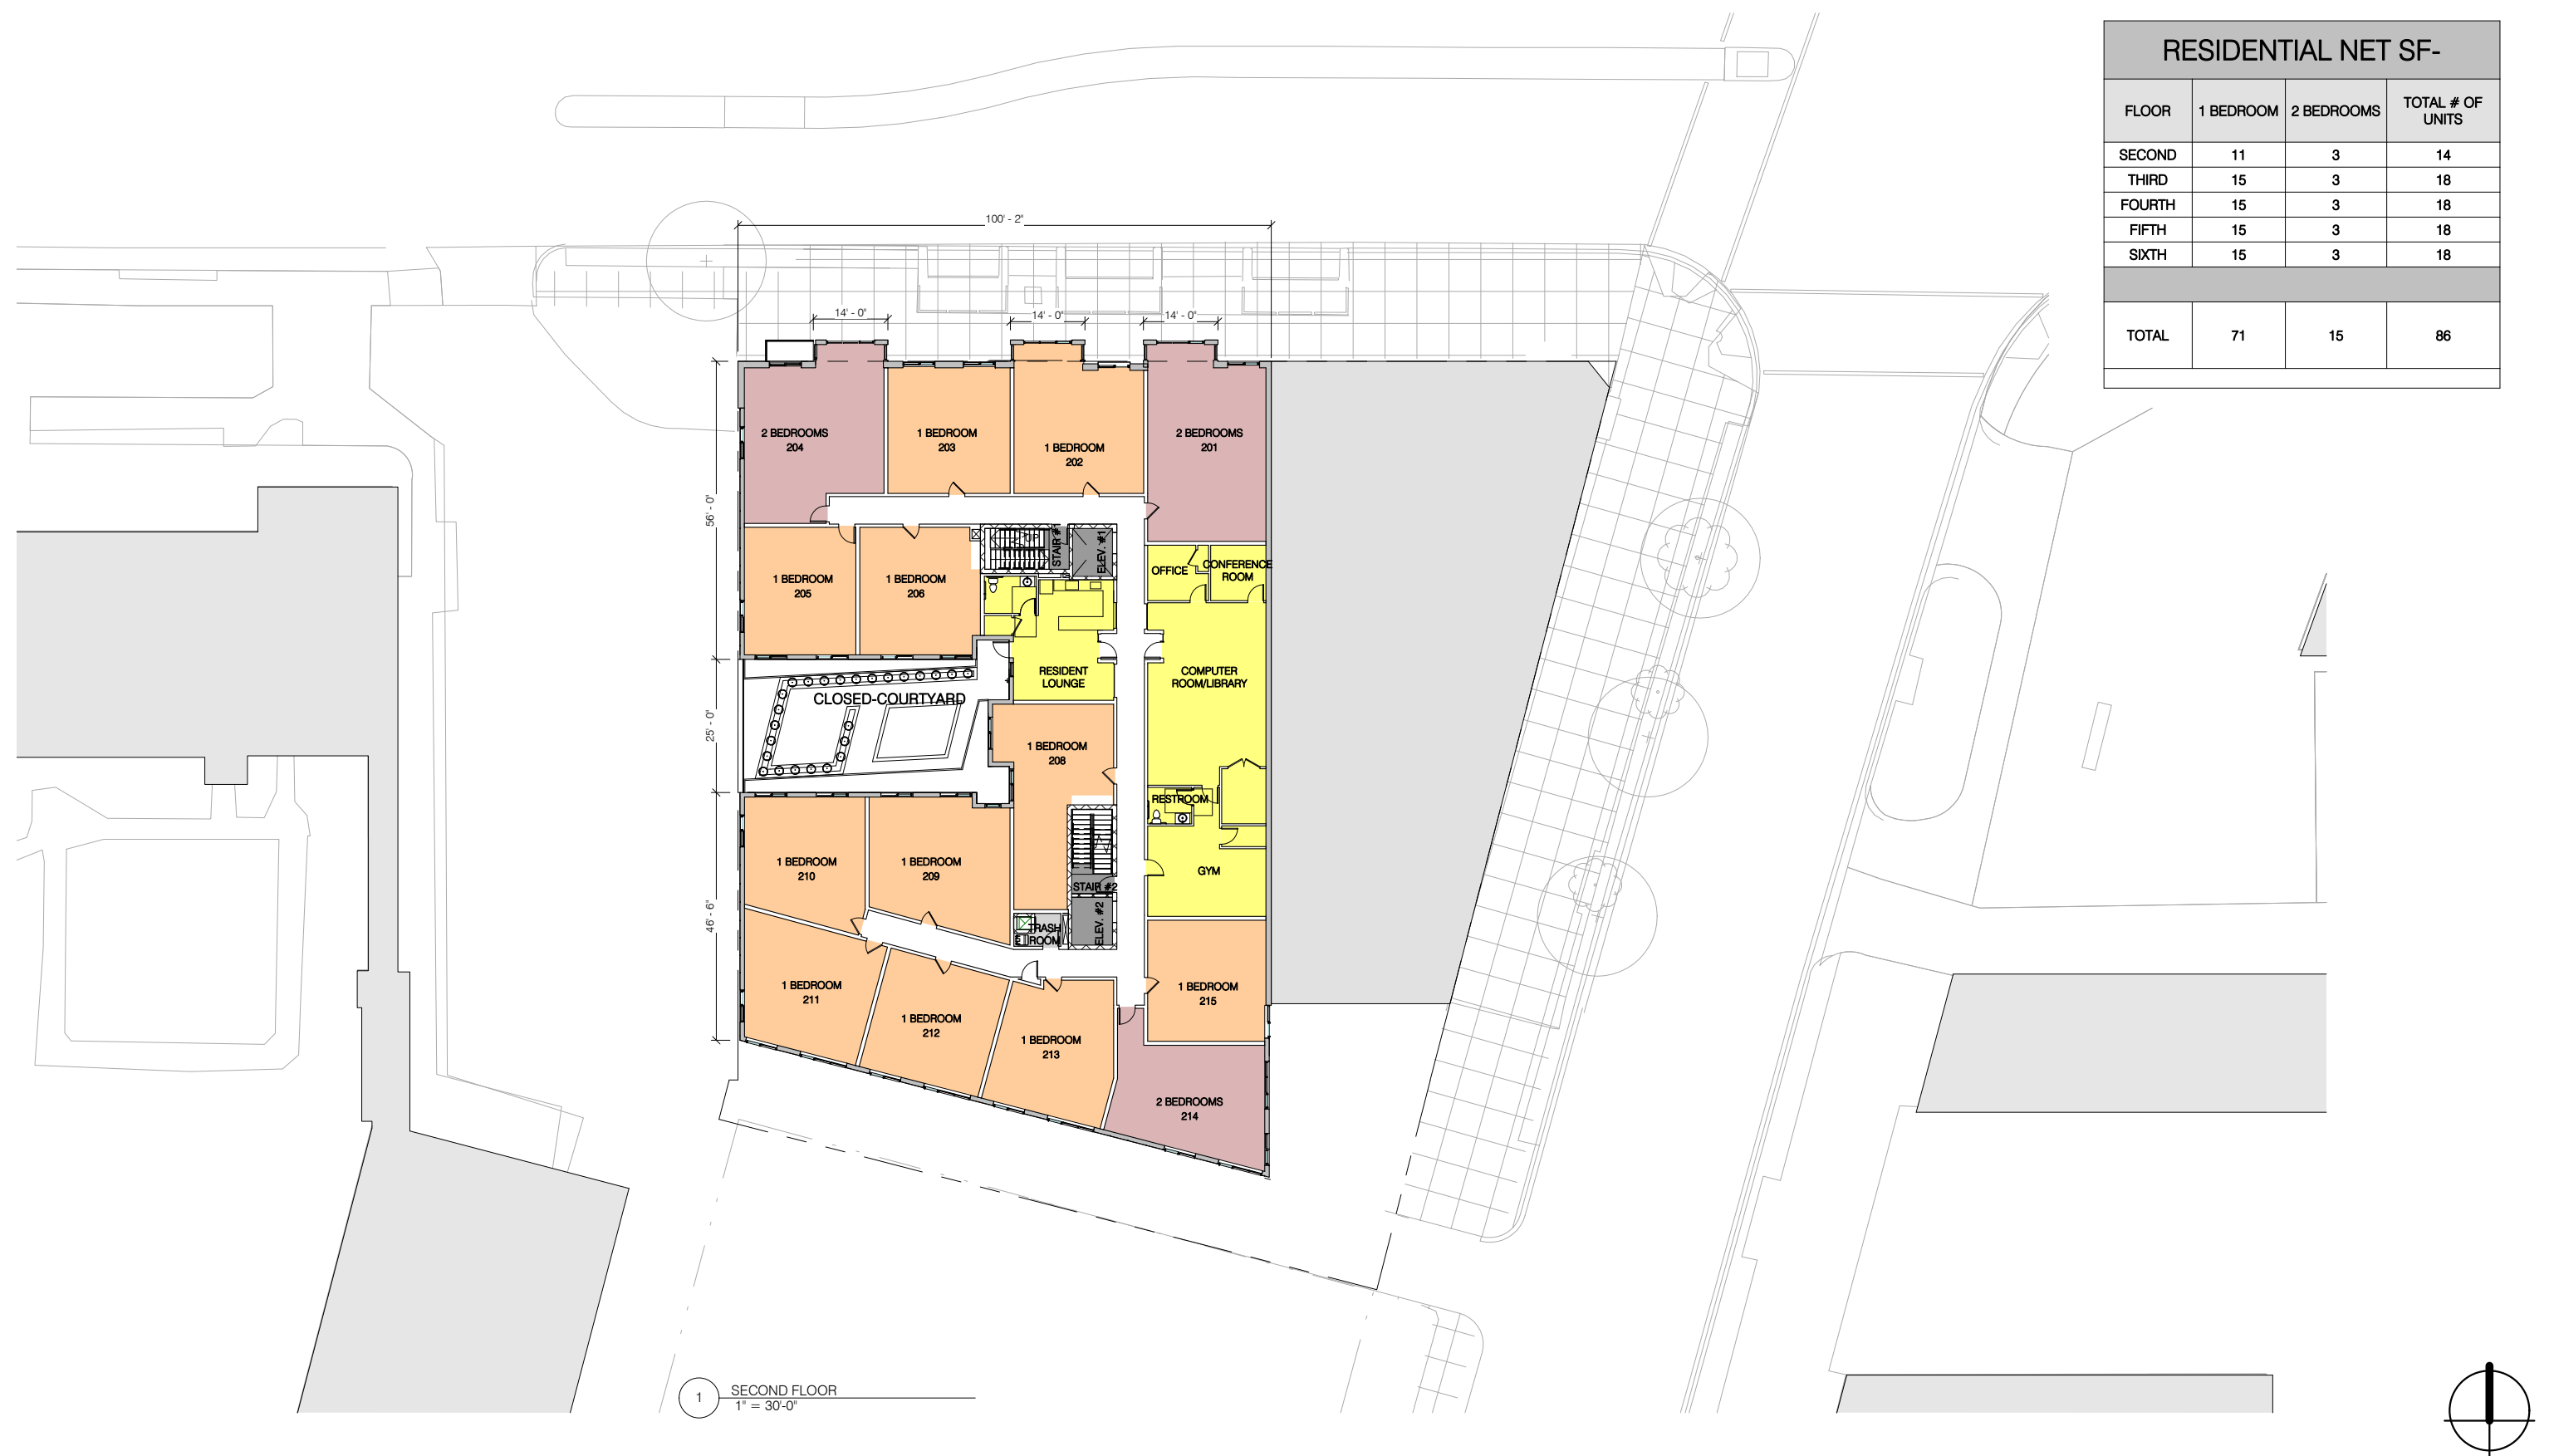 RESIDENTIAL NET SF-
FLOOR 1 BEDROOM 2 BEDROOMS TOTAL # OF UNITS
SECOND 11 3 14
THIRD 15 3 18
FOURTH 15 3 18
FIFTH 15 3 18
SIXTH 15 3 18
TOTAL 71 15 86
100' - 2"
14' - 0"
14' - 0"
14' - 0"
56' - 0"
25' - 0"
46' - 6"
2 BEDROOMS
204
1 BEDROOM
203
1 BEDROOM
202
2 BEDROOMS
201
1 BEDROOM
205
1 BEDROOM
206
UP
STAIR #1
ELEV. #1
OFFICE
CONFERENCE
ROOM
RESIDENT
LOUNGE
COMPUTER
ROOM/LIBRARY
CLOSED-COURTYARD
1 BEDROOM
208
RESTROOM
1 BEDROOM
210
1 BEDROOM
209
GYM
STAIR #2
ELEV. #2
TRASH
ROOM
1 BEDROOM
211
1 BEDROOM
212
1 BEDROOM
213
1 BEDROOM
215
2 BEDROOMS
214
1
SECOND FLOOR
1" = 30'-0"